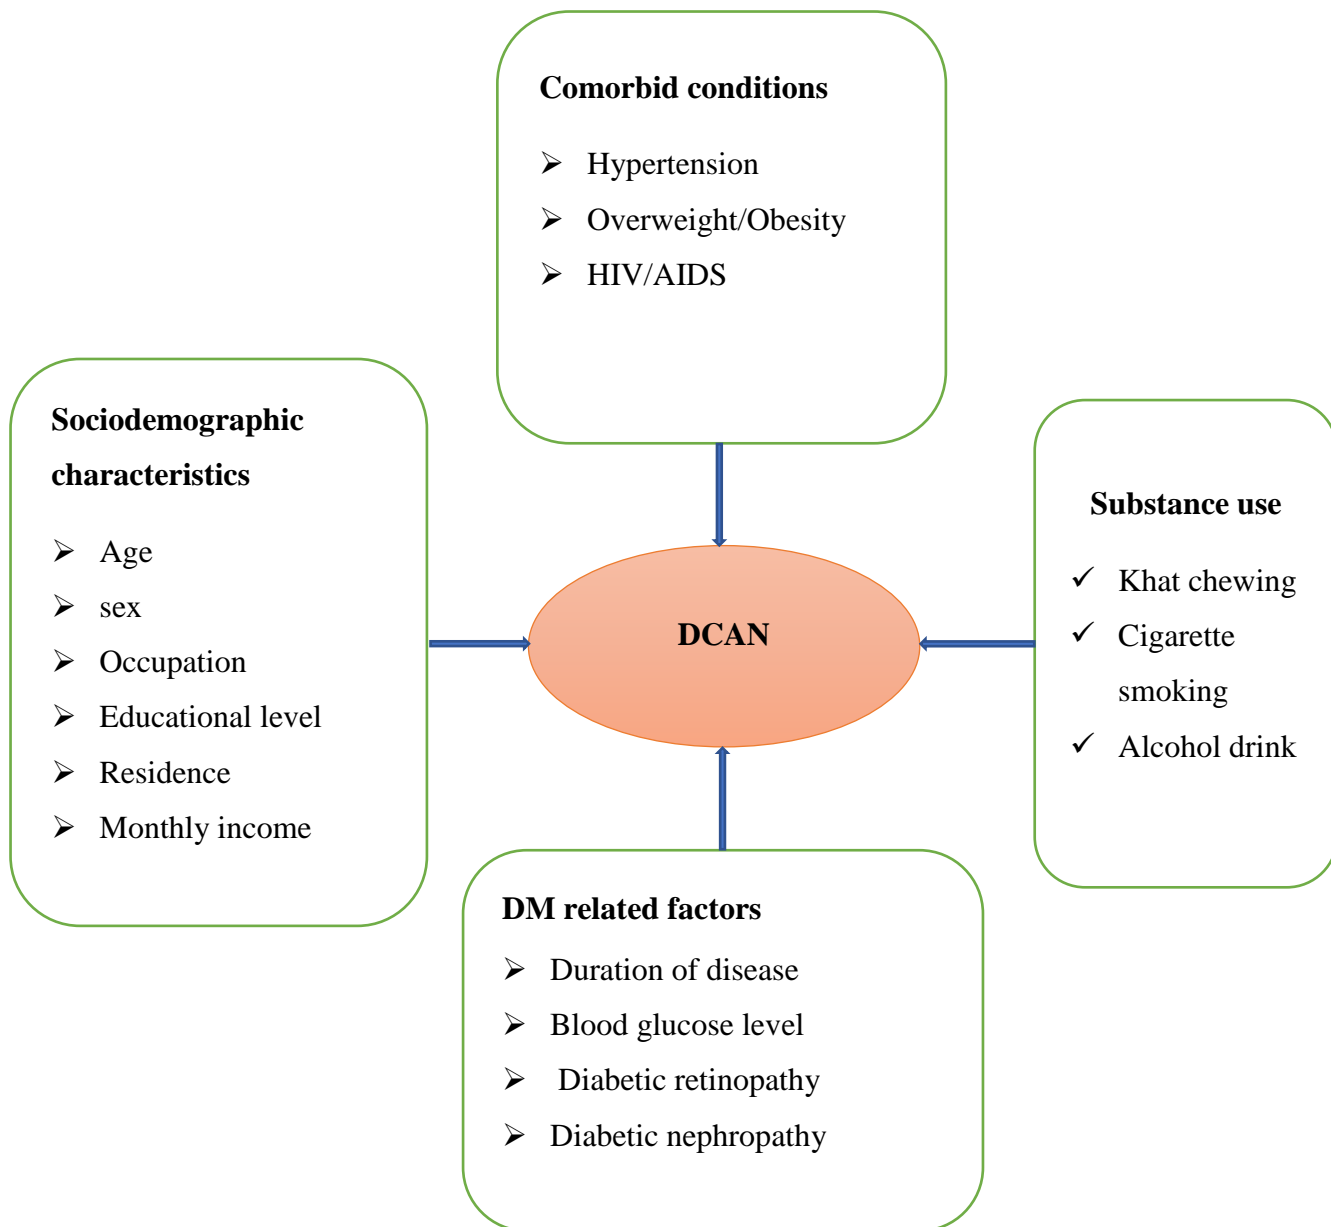 Comorbid conditions
➢ Hypertension
➢ Overweight/Obesity
➢ HIV/AIDS
Sociodemographic
characteristics
➢ Age
➢ sex
➢ Occupation
➢ Educational level
➢ Residence
➢ Monthly income
DCAN
Substance use
✓ Khat chewing
✓ Cigarette
smoking
✓ Alcohol drink
DM related factors
➢ Duration of disease
➢ Blood glucose level
➢ Diabetic retinopathy
➢ Diabetic nephropathy